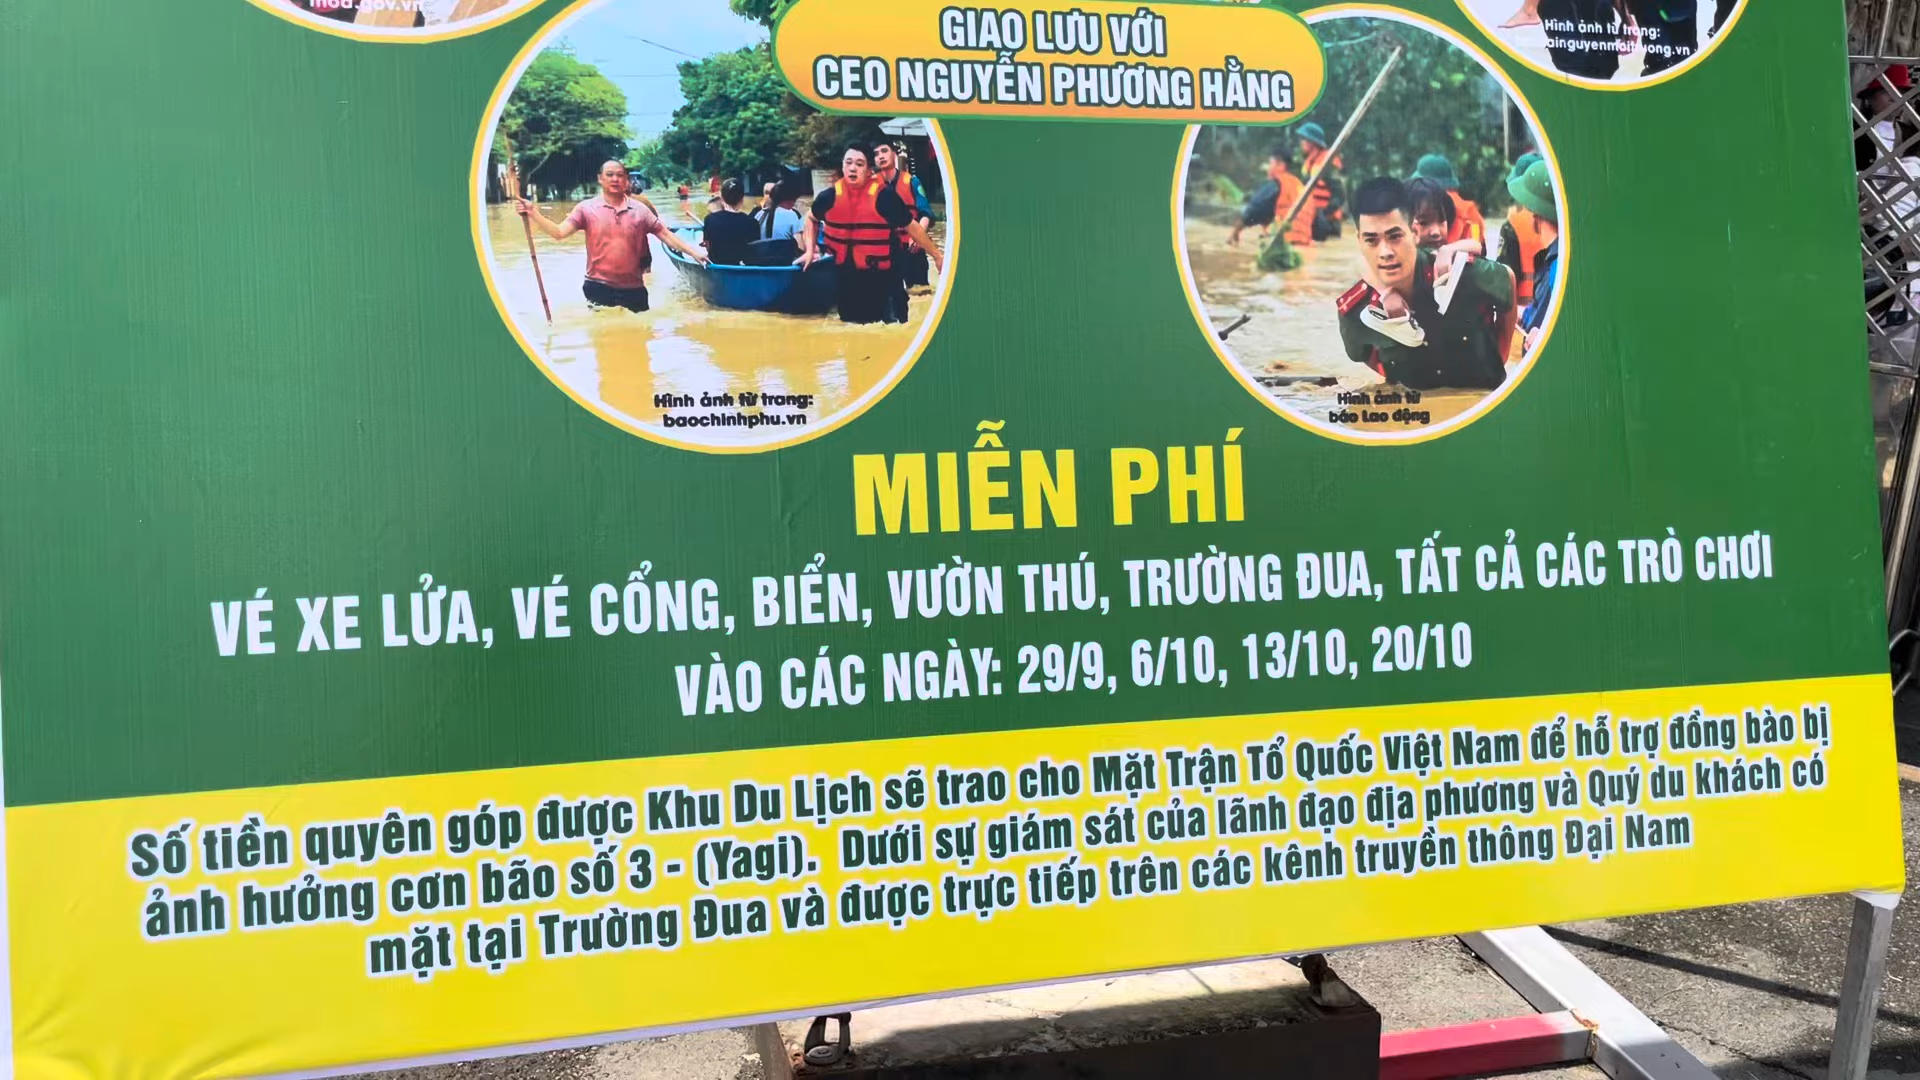 mod.gov.vn
GIAO LƯU VỚI
CEO NGUYỄN PHƯƠNG HẰNG
Hình ảnh từ trang:
ainguyenmoitruong.vn
Hình ảnh từ trang:
baochinhphu.vn
Hình ảnh từ
báo Lao động
MIỄN PHÍ
VÉ XE LỬA, VÉ CỔNG, BIỂN, VƯỜN THÚ, TRƯỜNG ĐUA, TẤT CẢ CÁC TRÒ CHƠI
VÀO CÁC NGÀY: 29/9, 6/10, 13/10, 20/10
Số tiền quyên góp được Khu Du Lịch sẽ trao cho Mặt Trận Tổ Quốc Việt Nam để hỗ trợ đồng bào bị
ảnh hưởng cơn bão số 3 - (Yagi). Dưới sự giám sát của lãnh đạo địa phương và Quý du khách có
mặt tại Trường Đua và được trực tiếp trên các kênh truyền thông Đại Nam